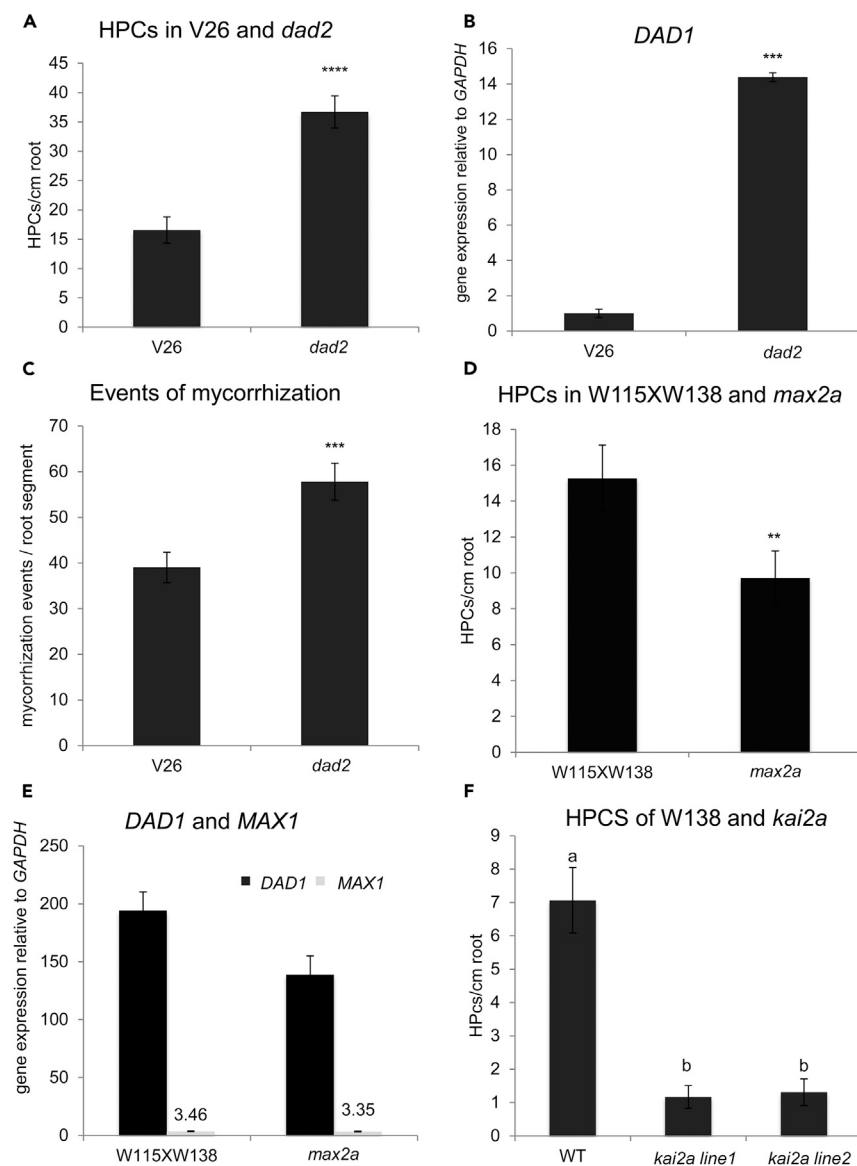 A
HPCs in V26 and dad2
HPCs/cm root
45
40
35
30
25
20
15
10
5
0
****
V26
dad2
B
DAD1
gene expression relative to GAPDH
16
14
12
10
8
6
4
2
0
***
V26
dad2
C
Events of mycorrhization
mycorrhization events / root segment
70
60
50
40
30
20
10
0
***
V26
dad2
D
HPCs in W115XW138 and max2a
HPCs/cm root
18
16
14
12
10
8
6
4
2
0
**
W115XW138
max2a
E
DAD1 and MAX1
gene expression relative to GAPDH
250
200
150
100
50
0
DAD1 MAX1
3.46
3.35
W115XW138
max2a
F
HPCS of W138 and kai2a
HPcs/cm root
9
8
7
6
5
4
3
2
1
0
a
b
b
WT
kai2a line1
kai2a line2